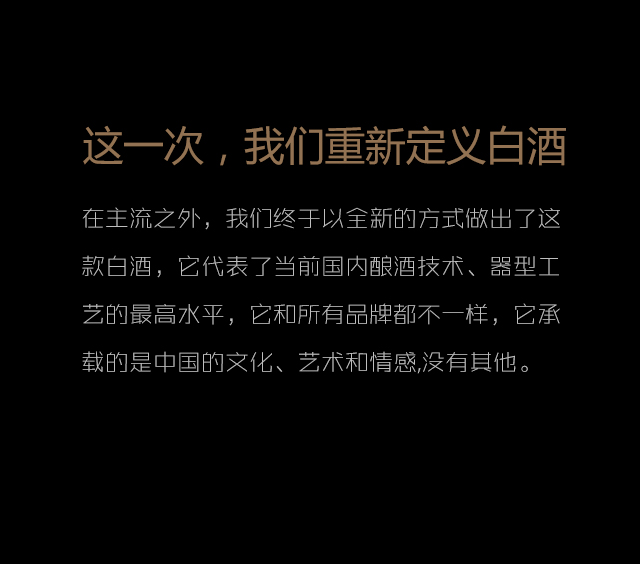 这一次，我们重新定义白酒
在主流之外，我们终于以全新的方式做出了这
款白酒，它代表了当前国内酿酒技术、器型工
艺的最高水平，它和所有品牌都不一样，它承
载的是中国的文化、艺术和情感,没有其他。